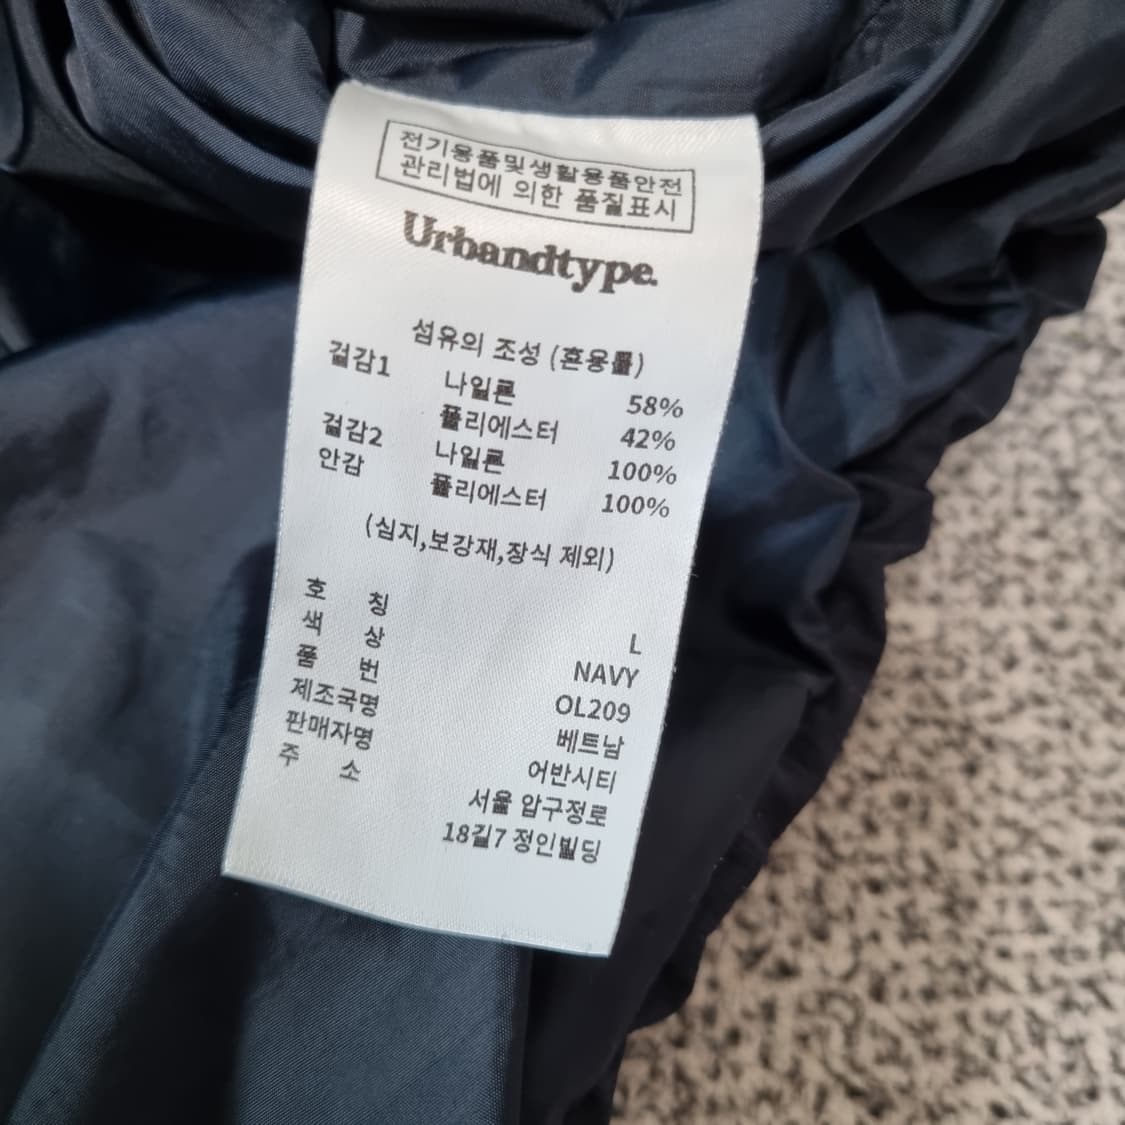 전기용품및생활용품안전
관리법에 의한 품질표시
Urbandtype.
섬유의 조성 (혼용률)
겉감1 나일론 58%
폴리에스터 42%
겉감2 나일론 100%
안감 폴리에스터 100%
(심지,보강재,장식 제외)
호 칭 L
색 상 NAVY
품 번 OL209
제조국명 베트남
판매자명 어반시티
주 소 서울 압구정로
18길7 정인빌딩